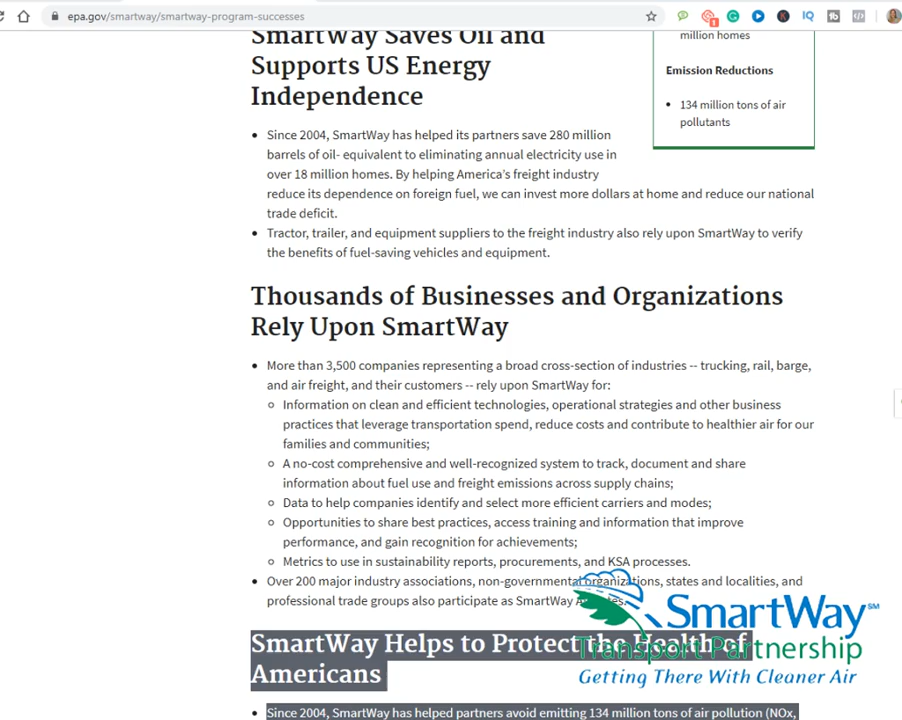 epa.gov/smartway/smartway-program-successes
SmartWay Saves Oil and
Supports US Energy
Independence
million homes
Emission Reductions
• 134 million tons of air
pollutants
• Since 2004, SmartWay has helped its partners save 280 million
barrels of oil- equivalent to eliminating annual electricity use in
over 18 million homes. By helping America's freight industry
reduce its dependence on foreign fuel, we can invest more dollars at home and reduce our national
trade deficit.
• Tractor, trailer, and equipment suppliers to the freight industry also rely upon SmartWay to verify
the benefits of fuel-saving vehicles and equipment.
Thousands of Businesses and Organizations
Rely Upon SmartWay
• More than 3,500 companies representing a broad cross-section of industries -- trucking, rail, barge,
and air freight, and their customers -- rely upon SmartWay for:
○ Information on clean and efficient technologies, operational strategies and other business
practices that leverage transportation spend, reduce costs and contribute to healthier air for our
families and communities;
○ A no-cost comprehensive and well-recognized system to track, document and share
information about fuel use and freight emissions across supply chains;
○ Data to help companies identify and select more efficient carriers and modes;
○ Opportunities to share best practices, access training and information that improve
performance, and gain recognition for achievements;
○ Metrics to use in sustainability reports, procurements, and KSA processes.
• Over 200 major industry associations, non-governmental organizations, states and localities, and
professional trade groups also participate as SmartWay
SmartWay Helps to Protect the Health of
Americans
• Since 2004, SmartWay has helped partners avoid emitting 134 million tons of air pollution (NOx,
SmartWay℠
Transport Partnership
Getting There With Cleaner Air